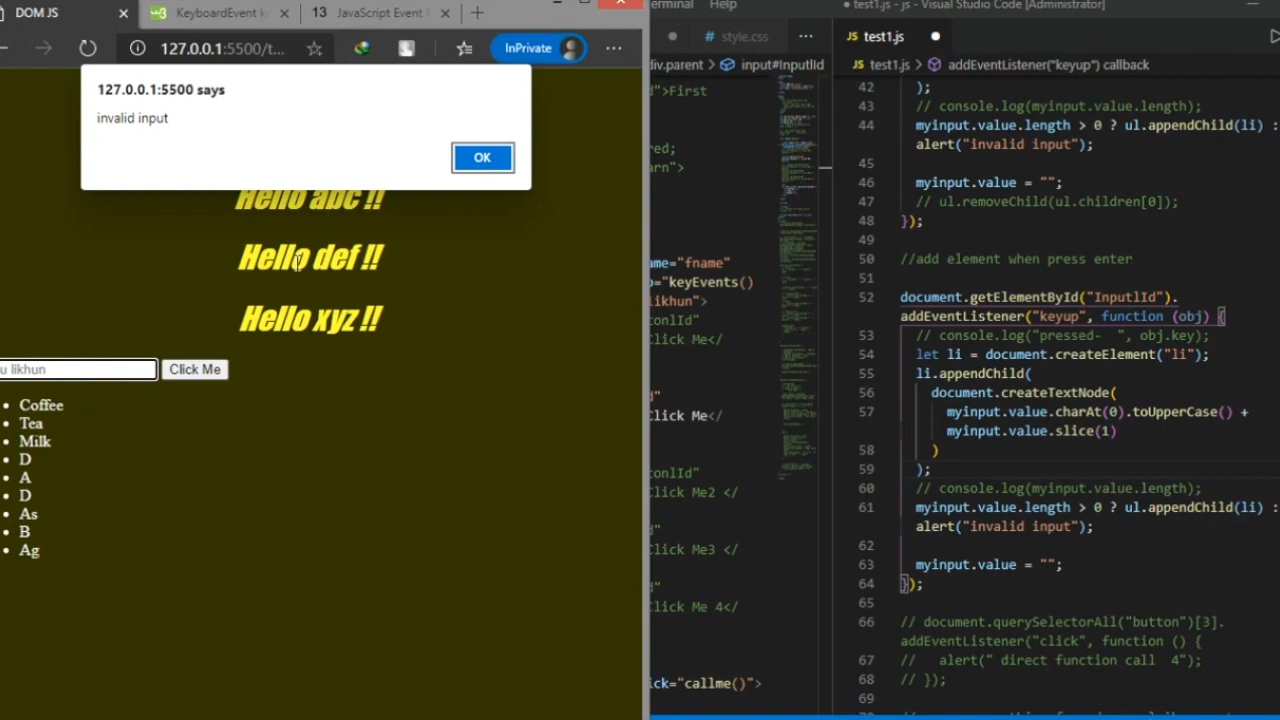 DOM JS
KeyboardEvent k
13 JavaScript Event
127.0.0.1:5500/t...
InPrivate
127.0.0.1:5500 says
invalid input
OK
Hello abc !!
Hello def !!
Hello xyz !!
u likhun
Click Me
Coffee
Tea
Milk
D
A
D
As
B
Ag
erminal Help
style.css
div.parent > input#InputlId
d">First
red;
arn">
ame="fname"
p="keyEvents()
likhun">
tonlId"
Click Me</
d"
Click Me</
tonlId"
Click Me2 </
d"
Click Me3 </
d"
Click Me 4</
ick="callme()">
test1.js - js - Visual Studio Code [Administrator]
test1.js
JS test1.js > addEventListener("keyup") callback
42 );
43 // console.log(myinput.value.length);
44 myinput.value.length > 0 ? ul.appendChild(li) :
alert("invalid input");
45
46 myinput.value = "";
47 // ul.removeChild(ul.children[0]);
48 });
49
50 //add element when press enter
51
52 document.getElementById("InputlId").
addEventListener("keyup", function (obj) {
53 // console.log("pressed- ", obj.key);
54 let li = document.createElement("li");
55 li.appendChild(
56 document.createTextNode(
57 myinput.value.charAt(0).toUpperCase() +
myinput.value.slice(1)
58 )
59 );
60 // console.log(myinput.value.length);
61 myinput.value.length > 0 ? ul.appendChild(li) :
alert("invalid input");
62
63 myinput.value = "";
64 });
65
66 // document.querySelectorAll("button")[3].
addEventListener("click", function () {
67 // alert(" direct function call 4");
68 // });
69